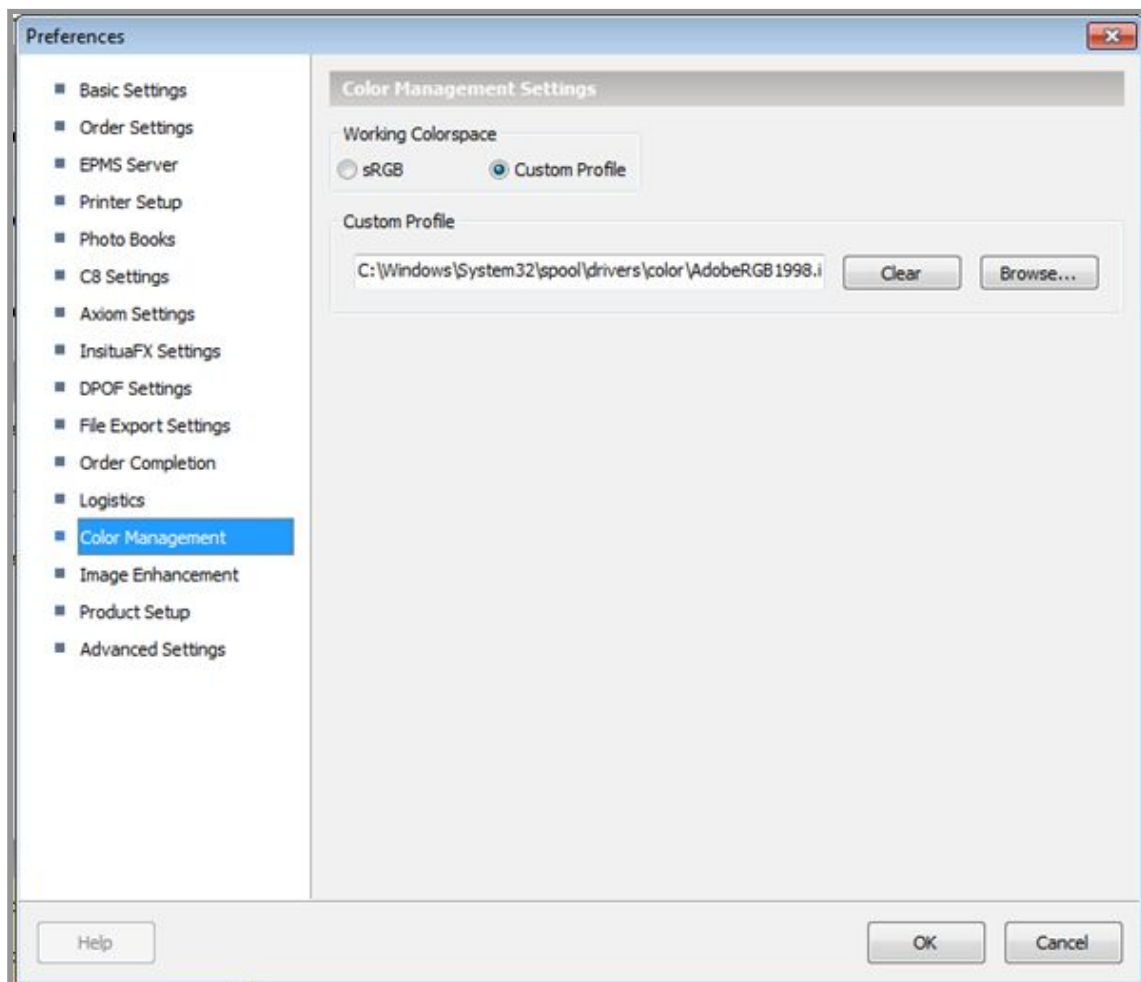 Preferences
Basic Settings
Order Settings
EPMS Server
Printer Setup
Photo Books
C8 Settings
Axiom Settings
InsituaFX Settings
DPOF Settings
File Export Settings
Order Completion
Logistics
Color Management
Image Enhancement
Product Setup
Advanced Settings
Color Management Settings
Working Colorspace
sRGB Custom Profile
Custom Profile
C:\Windows\System32\spool\drivers\color\AdobeRGB1998.i Clear Browse...
Help OK Cancel